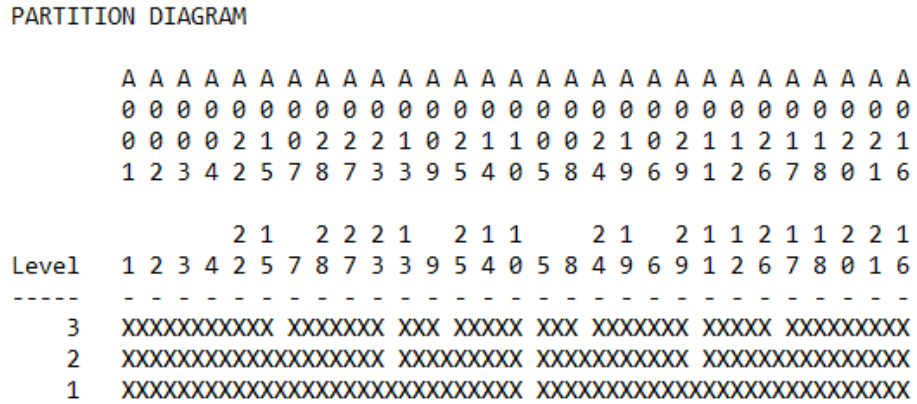 PARTITION DIAGRAM
A A A A A A A A A A A A A A A A A A A A A A A A A A A A A
0 0 0 0 0 0 0 0 0 0 0 0 0 0 0 0 0 0 0 0 0 0 0 0 0 0 0 0 0
0 0 0 0 2 1 0 2 2 2 1 0 2 1 1 0 0 2 1 0 2 1 1 2 1 1 2 2 1
1 2 3 4 2 5 7 8 7 3 3 9 5 4 0 5 8 4 9 6 9 1 2 6 7 8 0 1 6
2 1   2 2 2 1   2 1 1     2 1   2 1 1 2 1 1 2 2 1
Level   1 2 3 4 2 5 7 8 7 3 3 9 5 4 0 5 8 4 9 6 9 1 2 6 7 8 0 1 6
-----   - - - - - - - - - - - - - - - - - - - - - - - - - - - - -
3   XXXXXXXXXXX XXXXXXX XXX XXXXX XXX XXXXXXX XXXXX XXXXXXXXX
2   XXXXXXXXXXXXXXXXXXX XXXXXXXXX XXXXXXXXXXX XXXXXXXXXXXXXXX
1   XXXXXXXXXXXXXXXXXXXXXXXXXXXXX XXXXXXXXXXXXXXXXXXXXXXXXXXX